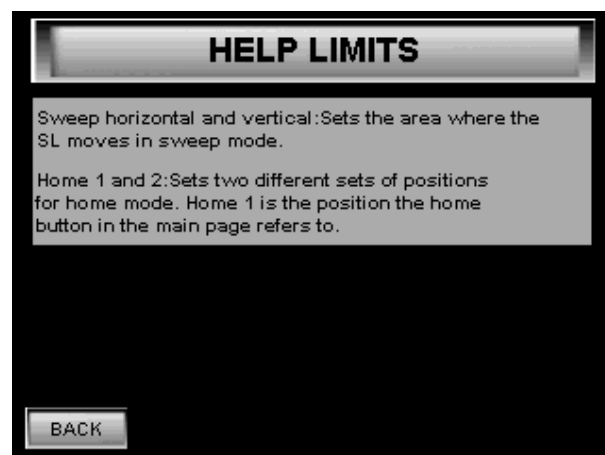 HELP LIMITS
Sweep horizontal and vertical:Sets the area where the
SL moves in sweep mode.
Home 1 and 2:Sets two different sets of positions
for home mode. Home 1 is the position the home
button in the main page refers to.
BACK